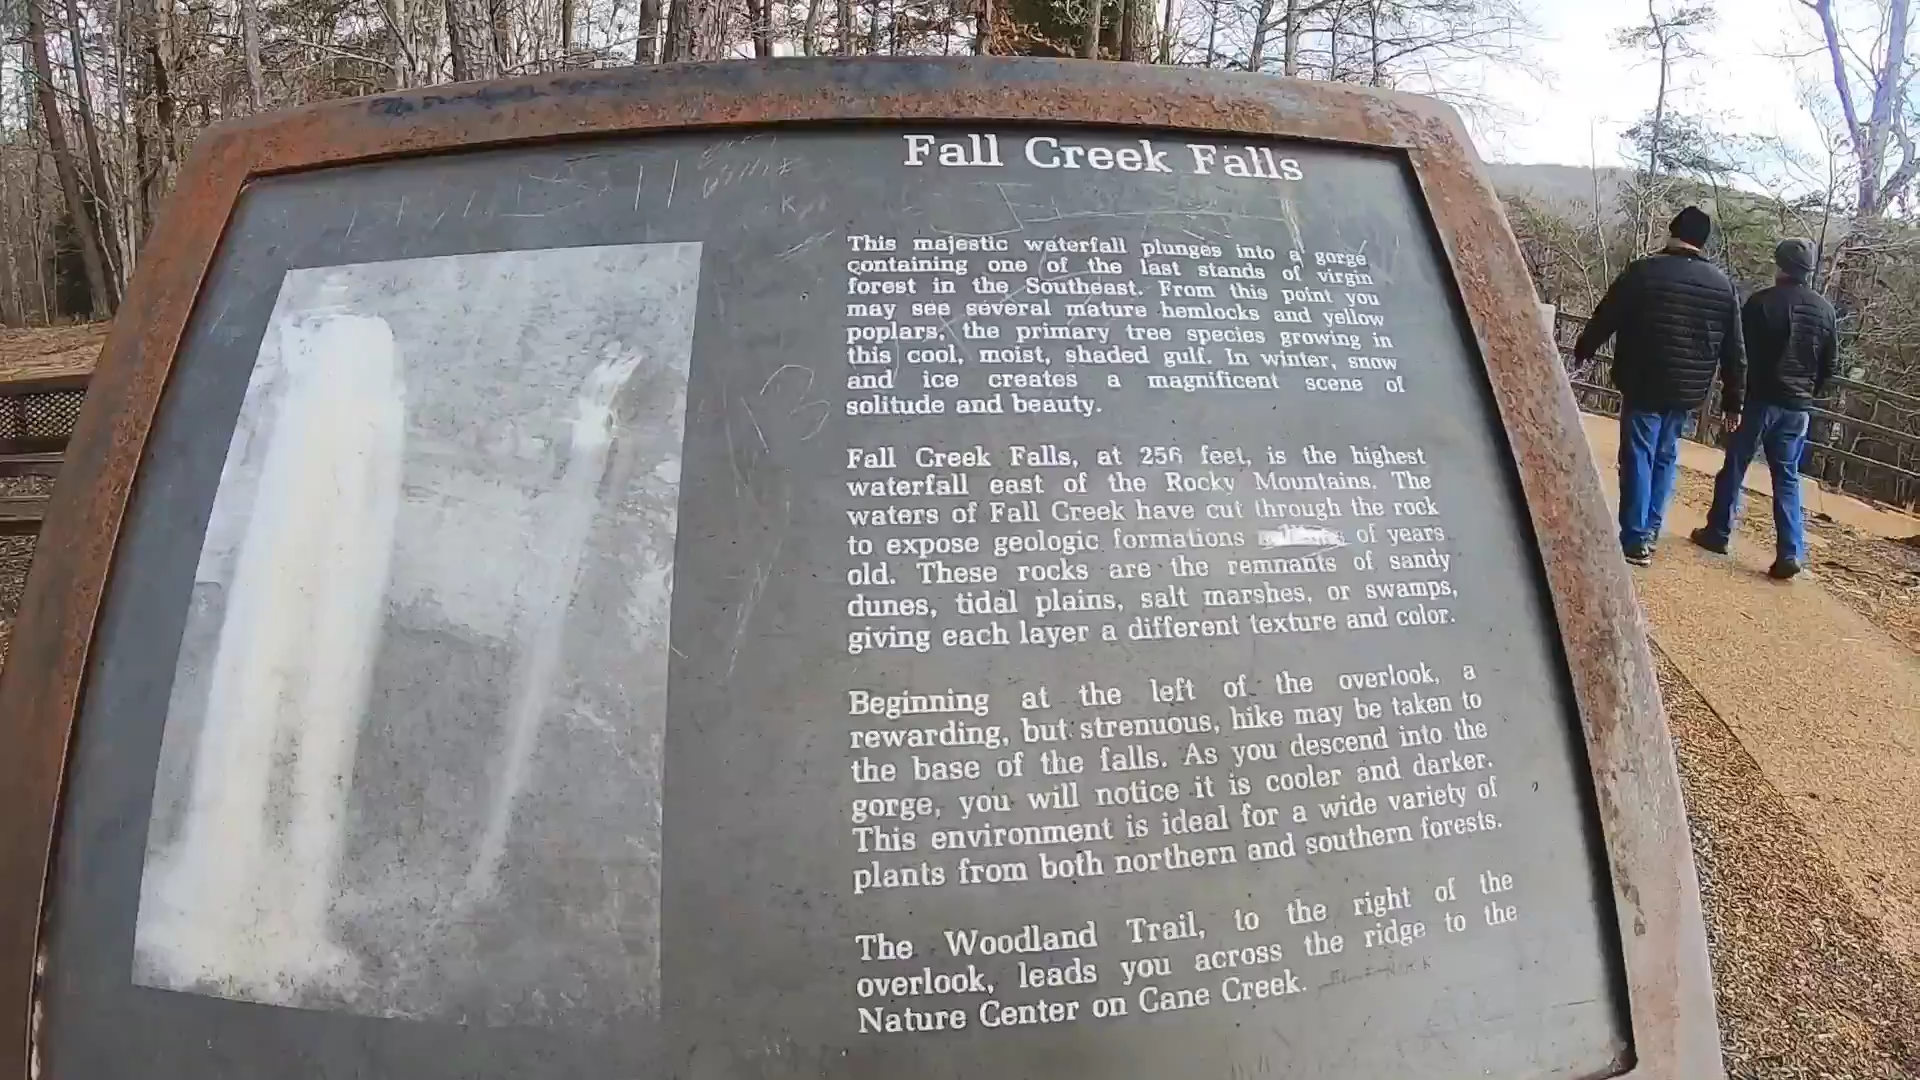 Fall Creek Falls
This majestic waterfall plunges into a gorge
containing one of the last stands of virgin
forest in the Southeast. From this point you
may see several mature hemlocks and yellow
poplars, the primary tree species growing in
this cool, moist, shaded gulf. In winter, snow
and ice creates a magnificent scene of
solitude and beauty.
Fall Creek Falls, at 256 feet, is the highest
waterfall east of the Rocky Mountains. The
waters of Fall Creek have cut through the rock
to expose geologic formations of years
old. These rocks are the remnants of sandy
dunes, tidal plains, salt marshes, or swamps,
giving each layer a different texture and color.
Beginning at the left of the overlook, a
rewarding, but strenuous, hike may be taken to
the base of the falls. As you descend into the
gorge, you will notice it is cooler and darker.
This environment is ideal for a wide variety of
plants from both northern and southern forests.
The Woodland Trail, to the right of the
overlook, leads you across the ridge to the
Nature Center on Cane Creek.